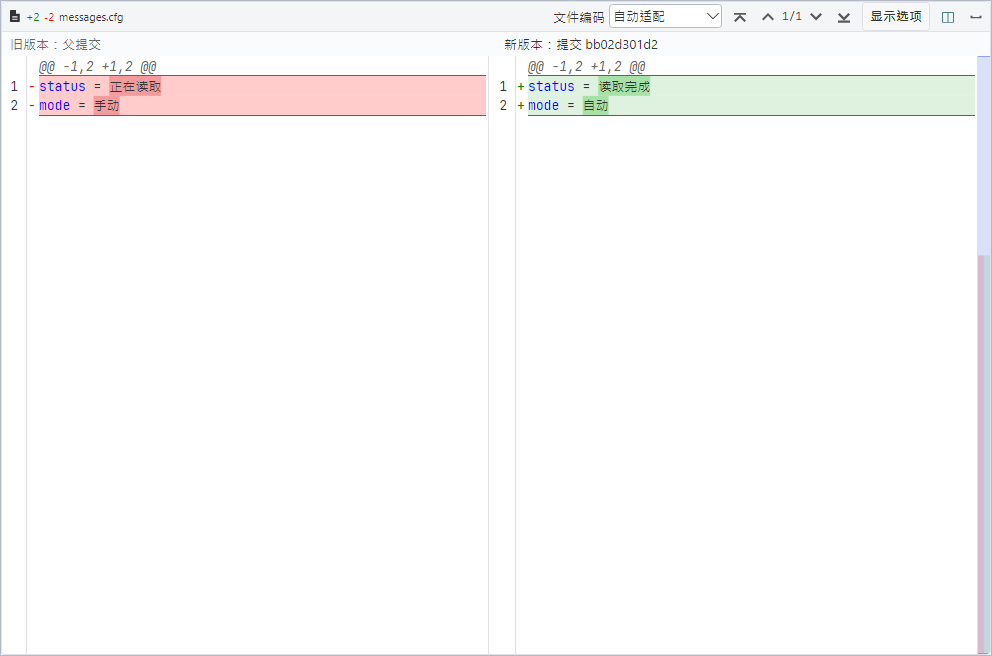 +2 -2 messages.cfg 文件编码 自动适配 1/1 显示选项
旧版本：父提交 新版本：提交 bb02d301d2
@@ -1,2 +1,2 @@ @@ -1,2 +1,2 @@
1 -status = 正在读取 1 +status = 读取完成
2 -mode = 手动 2 +mode = 自动